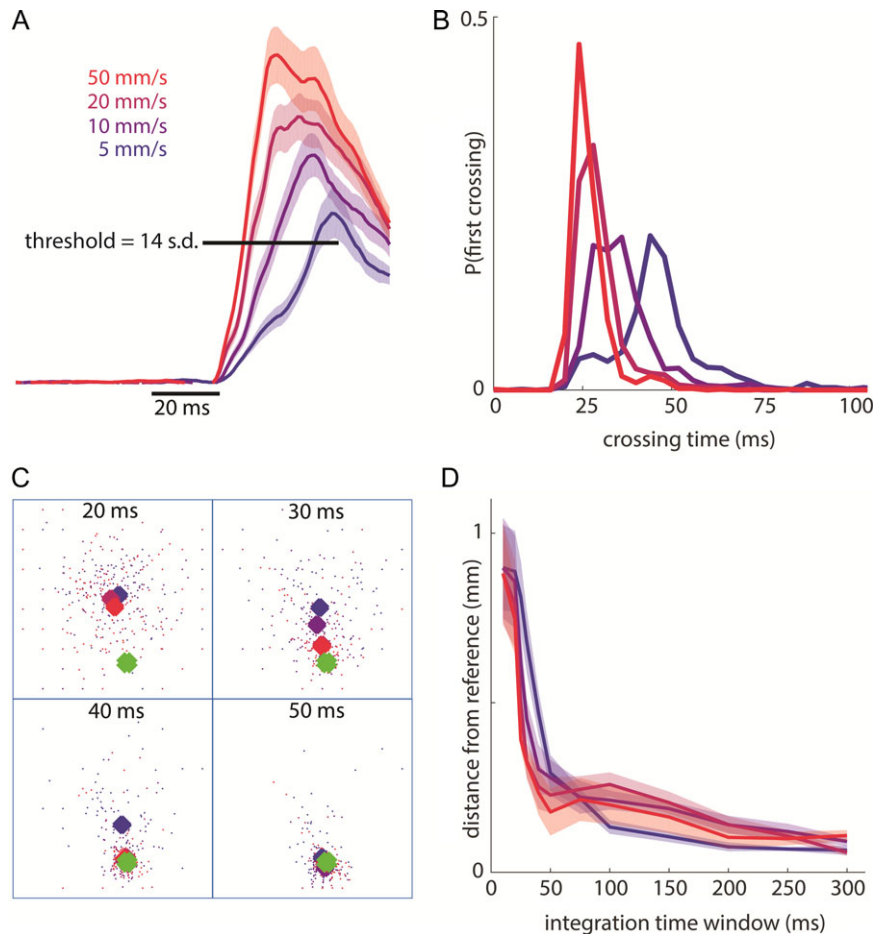 A
50 mm/s
20 mm/s
10 mm/s
5 mm/s
threshold = 14 s.d.
20 ms
B
0.5
P(first crossing)
0
0 25 50 75 100
crossing time (ms)
C
20 ms 30 ms
40 ms 50 ms
D
1
distance from reference (mm)
0
0 50 100 150 200 250 300
integration time window (ms)